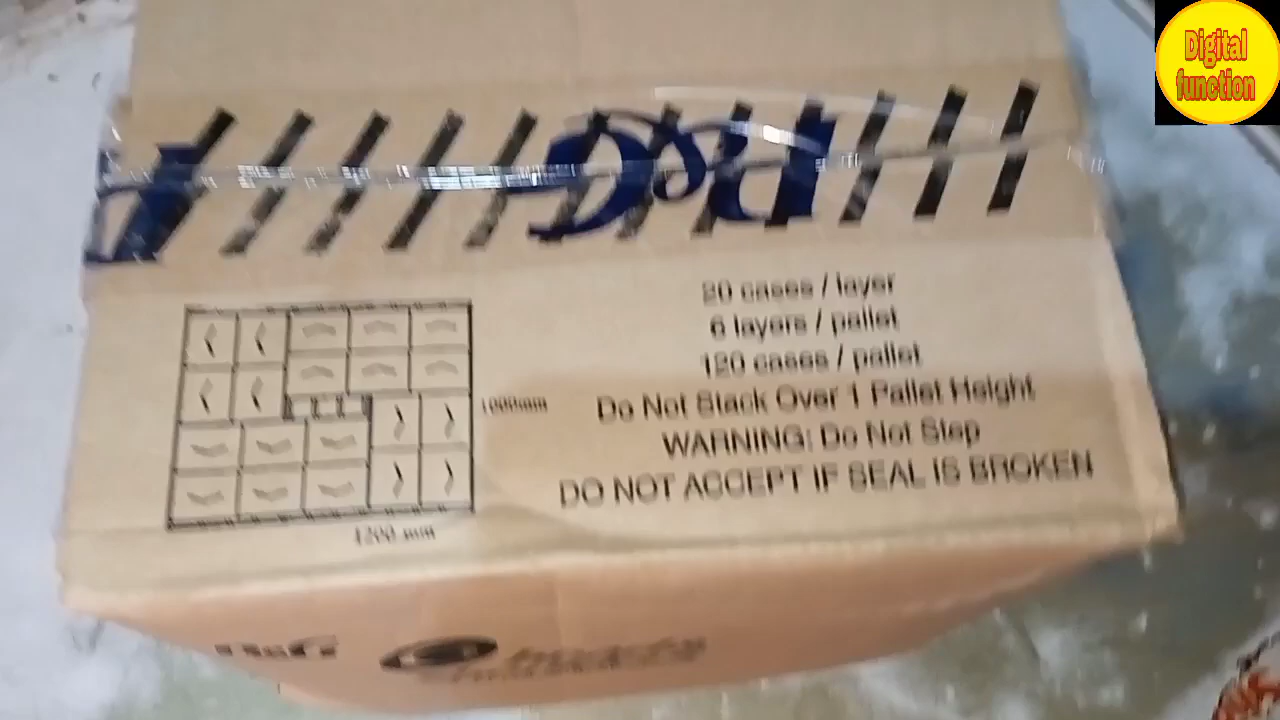 Digital
function
P&G
20 cases / layer
6 layers / pallet
120 cases / pallet
1000mm
Do Not Stack Over 1 Pallet Height
WARNING: Do Not Step
DO NOT ACCEPT IF SEAL IS BROKEN
1200 mm
P&G